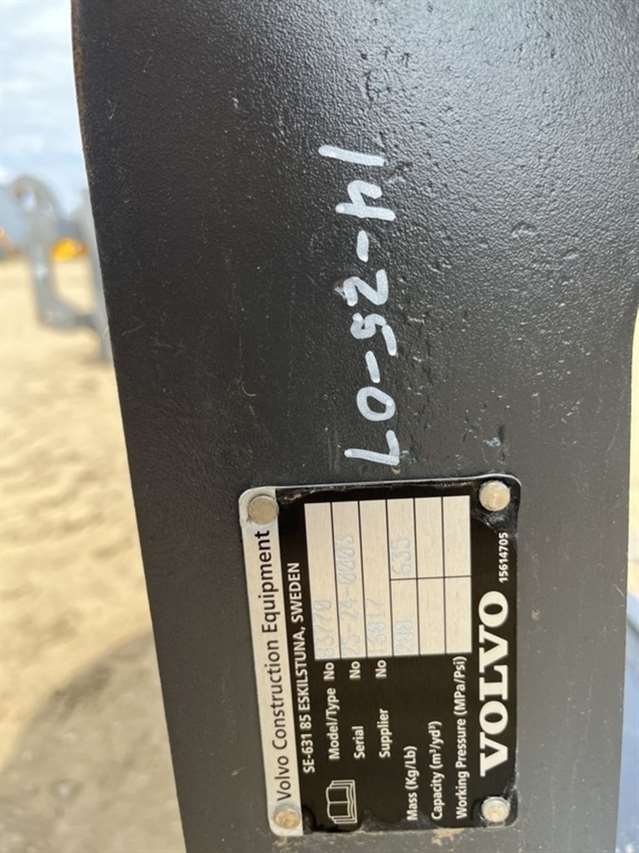 14-25-07
Volvo Construction Equipment
SE-631 85 ESKILSTUNA, SWEDEN
Model/Type No
Serial No
Supplier No
Mass (Kg/Lb)
Capacity (m³/yd³)
Working Pressure (MPa/Psi)
VOLVO 15614705